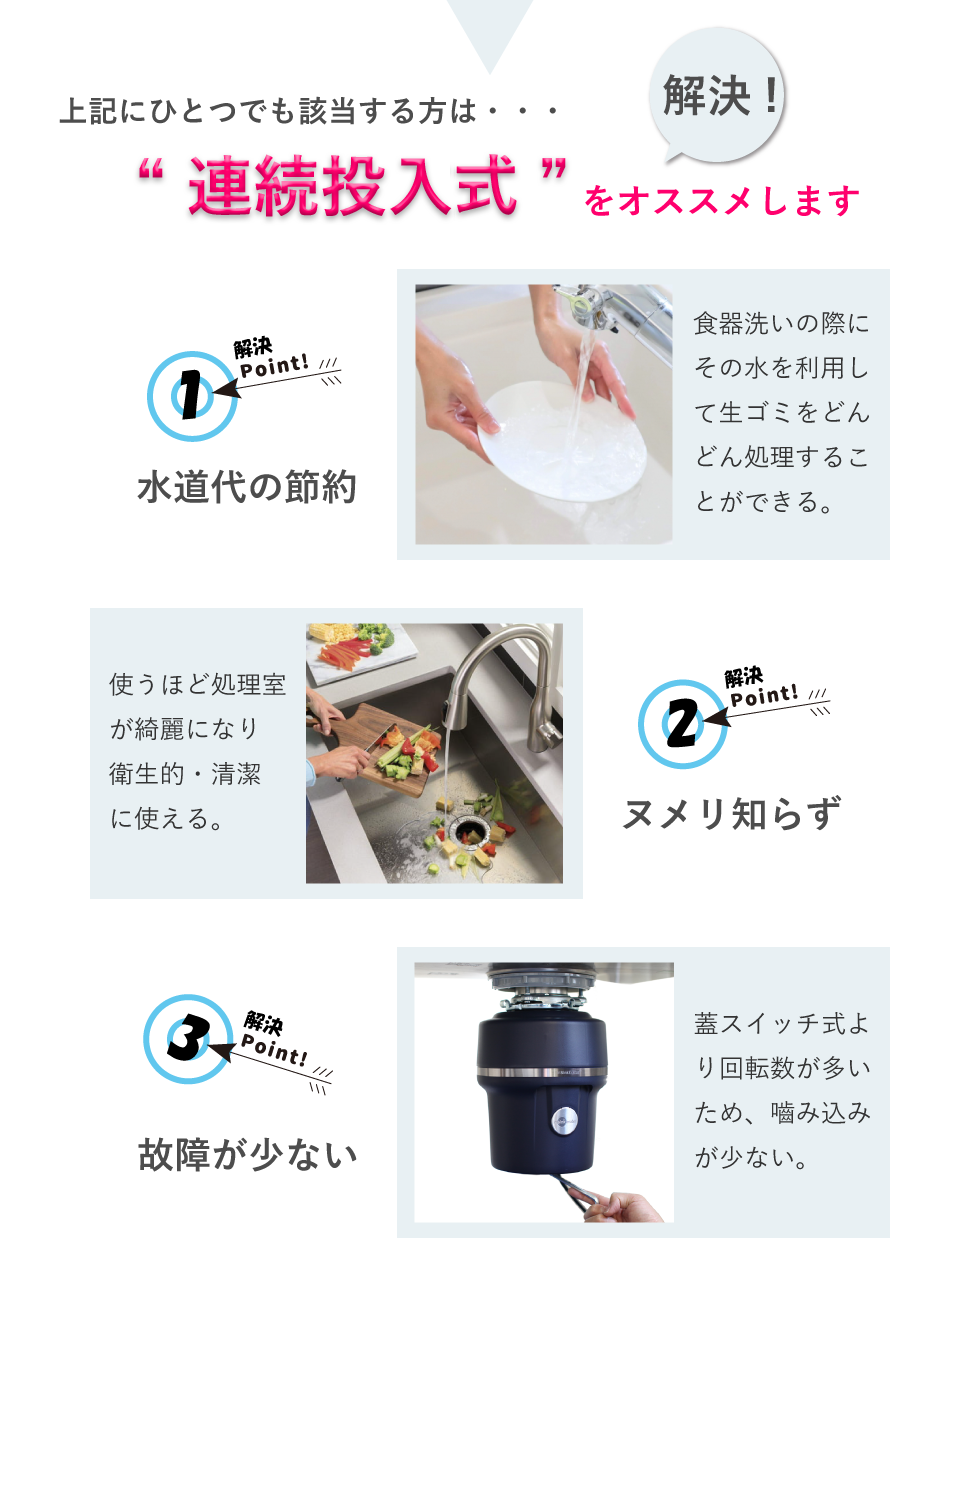 解決！
上記にひとつでも該当する方は・・・
“ 連続投入式 ” をオススメします
解決
Point!
1
水道代の節約
食器洗いの際に
その水を利用し
て生ゴミをどん
どん処理するこ
とができる。
使うほど処理室
が綺麗になり
衛生的・清潔
に使える。
解決
Point!
2
ヌメリ知らず
解決
Point!
3
故障が少ない
蓋スイッチ式よ
り回転数が多い
ため、噛み込み
が少ない。